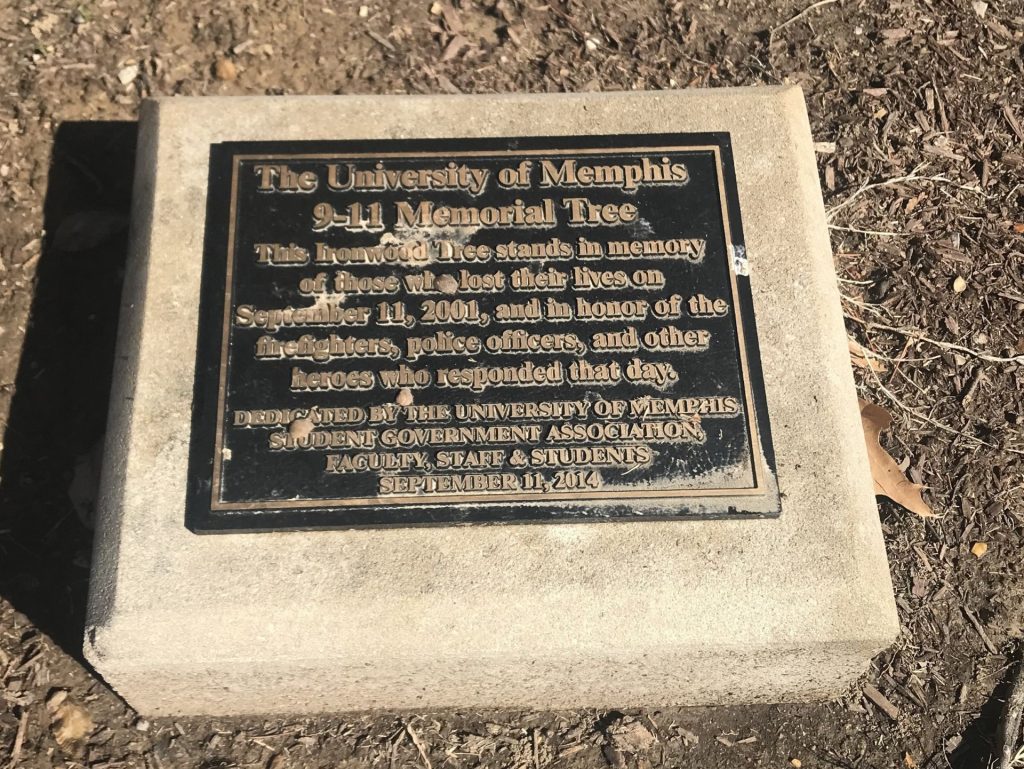 The University of Memphis
9-11 Memorial Tree
This Ironwood Tree stands in memory
of those who lost their lives on
September 11, 2001, and in honor of the
firefighters, police officers, and other
heroes who responded that day.
DEDICATED BY THE UNIVERSITY OF MEMPHIS
STUDENT GOVERNMENT ASSOCIATION,
FACULTY, STAFF & STUDENTS
SEPTEMBER 11, 2014